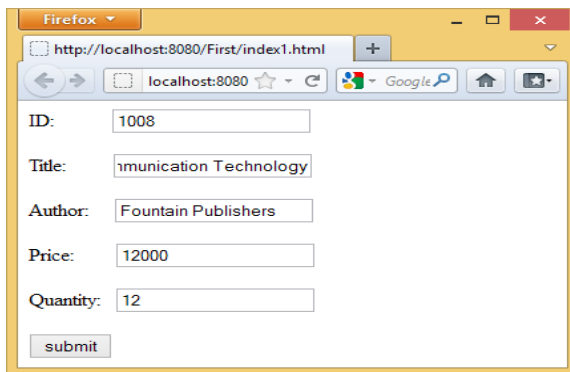 Firefox
http://localhost:8080/First/index1.html
localhost:8080 Google
ID: 1008
Title: Technology
Author: Fountain Publishers
Price: 12000
Quantity: 12
submit